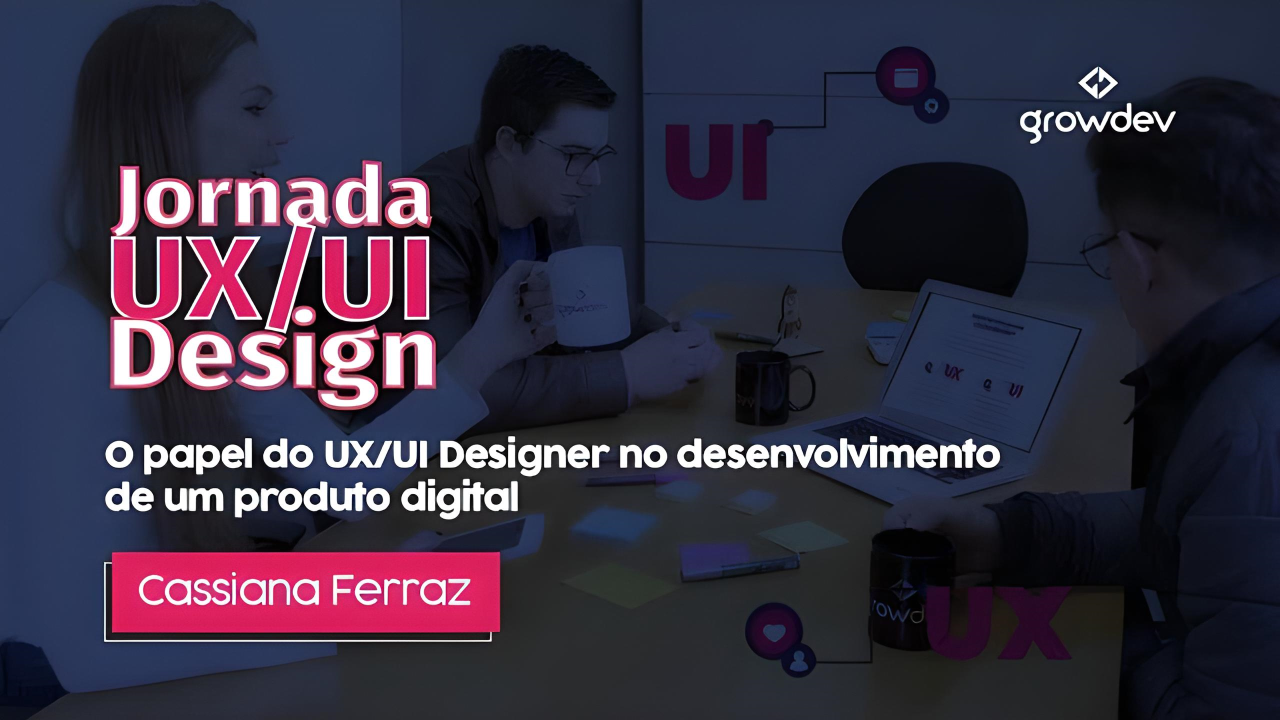 Jornada
UX/UI
Design
growdev
UI
O papel do UX/UI Designer no desenvolvimento
de um produto digital
Cassiana Ferraz
UX
growdev
UX
UI